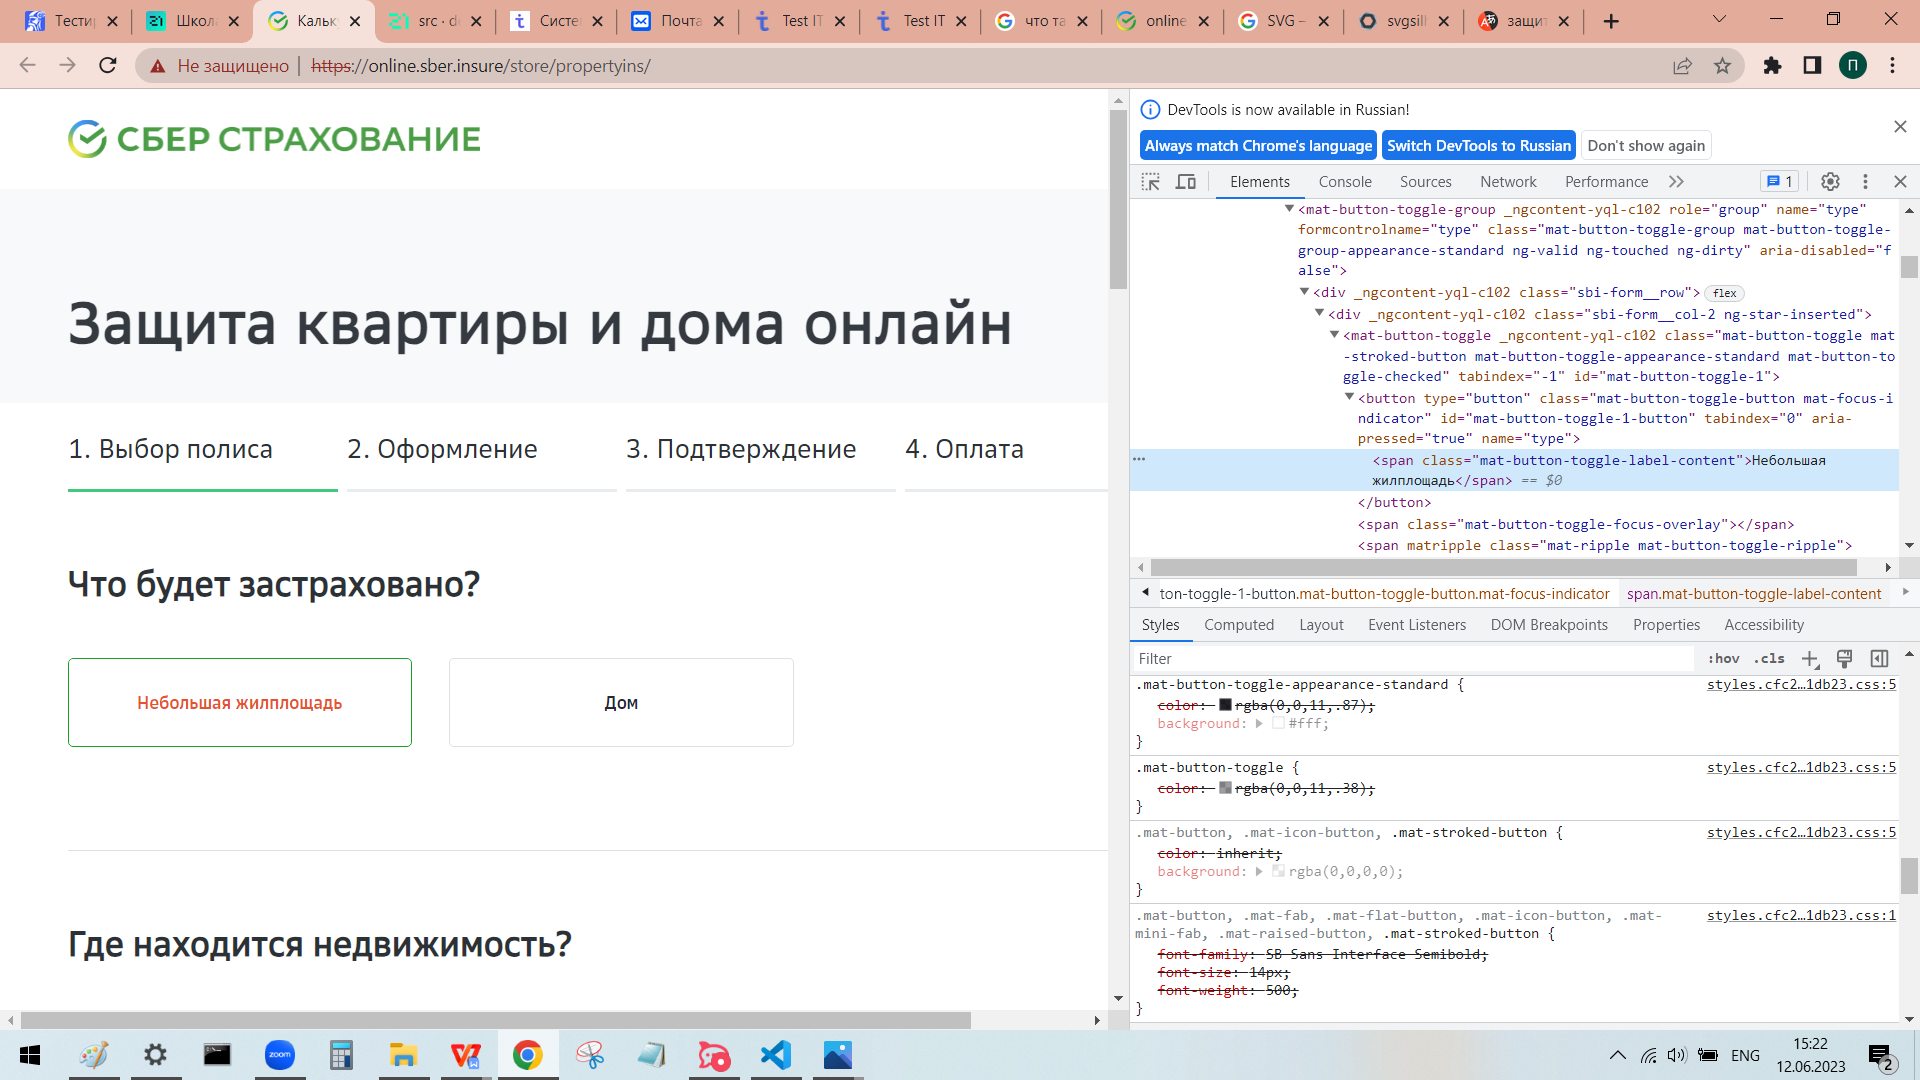 Тести
Школ
Каль
src · d
Систе
Почта
Test IT
Test IT
что та
online
SVG –
svgsil
защи
Не защищено | https://online.sber.insure/store/propertyins/
П
СБЕР СТРАХОВАНИЕ
Защита квартиры и дома онлайн
1. Выбор полиса
2. Оформление
3. Подтверждение
4. Оплата
Что будет застраховано?
Небольшая жилплощадь
Дом
Где находится недвижимость?
DevTools is now available in Russian!
Always match Chrome's language
Switch DevTools to Russian
Don't show again
Elements
Console
Sources
Network
Performance
1
<mat-button-toggle-group _ngcontent-yql-c102 role="group" name="type"
formcontrolname="type" class="mat-button-toggle-group mat-button-toggle-
group-appearance-standard ng-valid ng-touched ng-dirty" aria-disabled="f
alse">
<div _ngcontent-yql-c102 class="sbi-form__row"> flex
<div _ngcontent-yql-c102 class="sbi-form__col-2 ng-star-inserted">
<mat-button-toggle _ngcontent-yql-c102 class="mat-button-toggle mat
-stroked-button mat-button-toggle-appearance-standard mat-button-to
ggle-checked" tabindex="-1" id="mat-button-toggle-1">
<button type="button" class="mat-button-toggle-button mat-focus-i
ndicator" id="mat-button-toggle-1-button" tabindex="0" aria-
pressed="true" name="type">
<span class="mat-button-toggle-label-content">Небольшая
жилплощадь</span> == $0
</button>
<span class="mat-button-toggle-focus-overlay"></span>
<span matripple class="mat-ripple mat-button-toggle-ripple">
ton-toggle-1-button.mat-button-toggle-button.mat-focus-indicator
span.mat-button-toggle-label-content
Styles
Computed
Layout
Event Listeners
DOM Breakpoints
Properties
Accessibility
Filter
:hov
.cls
.mat-button-toggle-appearance-standard {
styles.cfc2…1db23.css:5
color: rgba(0,0,11,.87);
background: #fff;
}
.mat-button-toggle {
styles.cfc2…1db23.css:5
color: rgba(0,0,11,.38);
}
.mat-button, .mat-icon-button, .mat-stroked-button {
styles.cfc2…1db23.css:5
color: inherit;
background: rgba(0,0,0,0);
}
.mat-button, .mat-fab, .mat-flat-button, .mat-icon-button, .mat-
styles.cfc2…1db23.css:1
mini-fab, .mat-raised-button, .mat-stroked-button {
font-family: SB Sans Interface Semibold;
font-size: 14px;
font-weight: 500;
}
zoom
ENG
15:22
12.06.2023
2